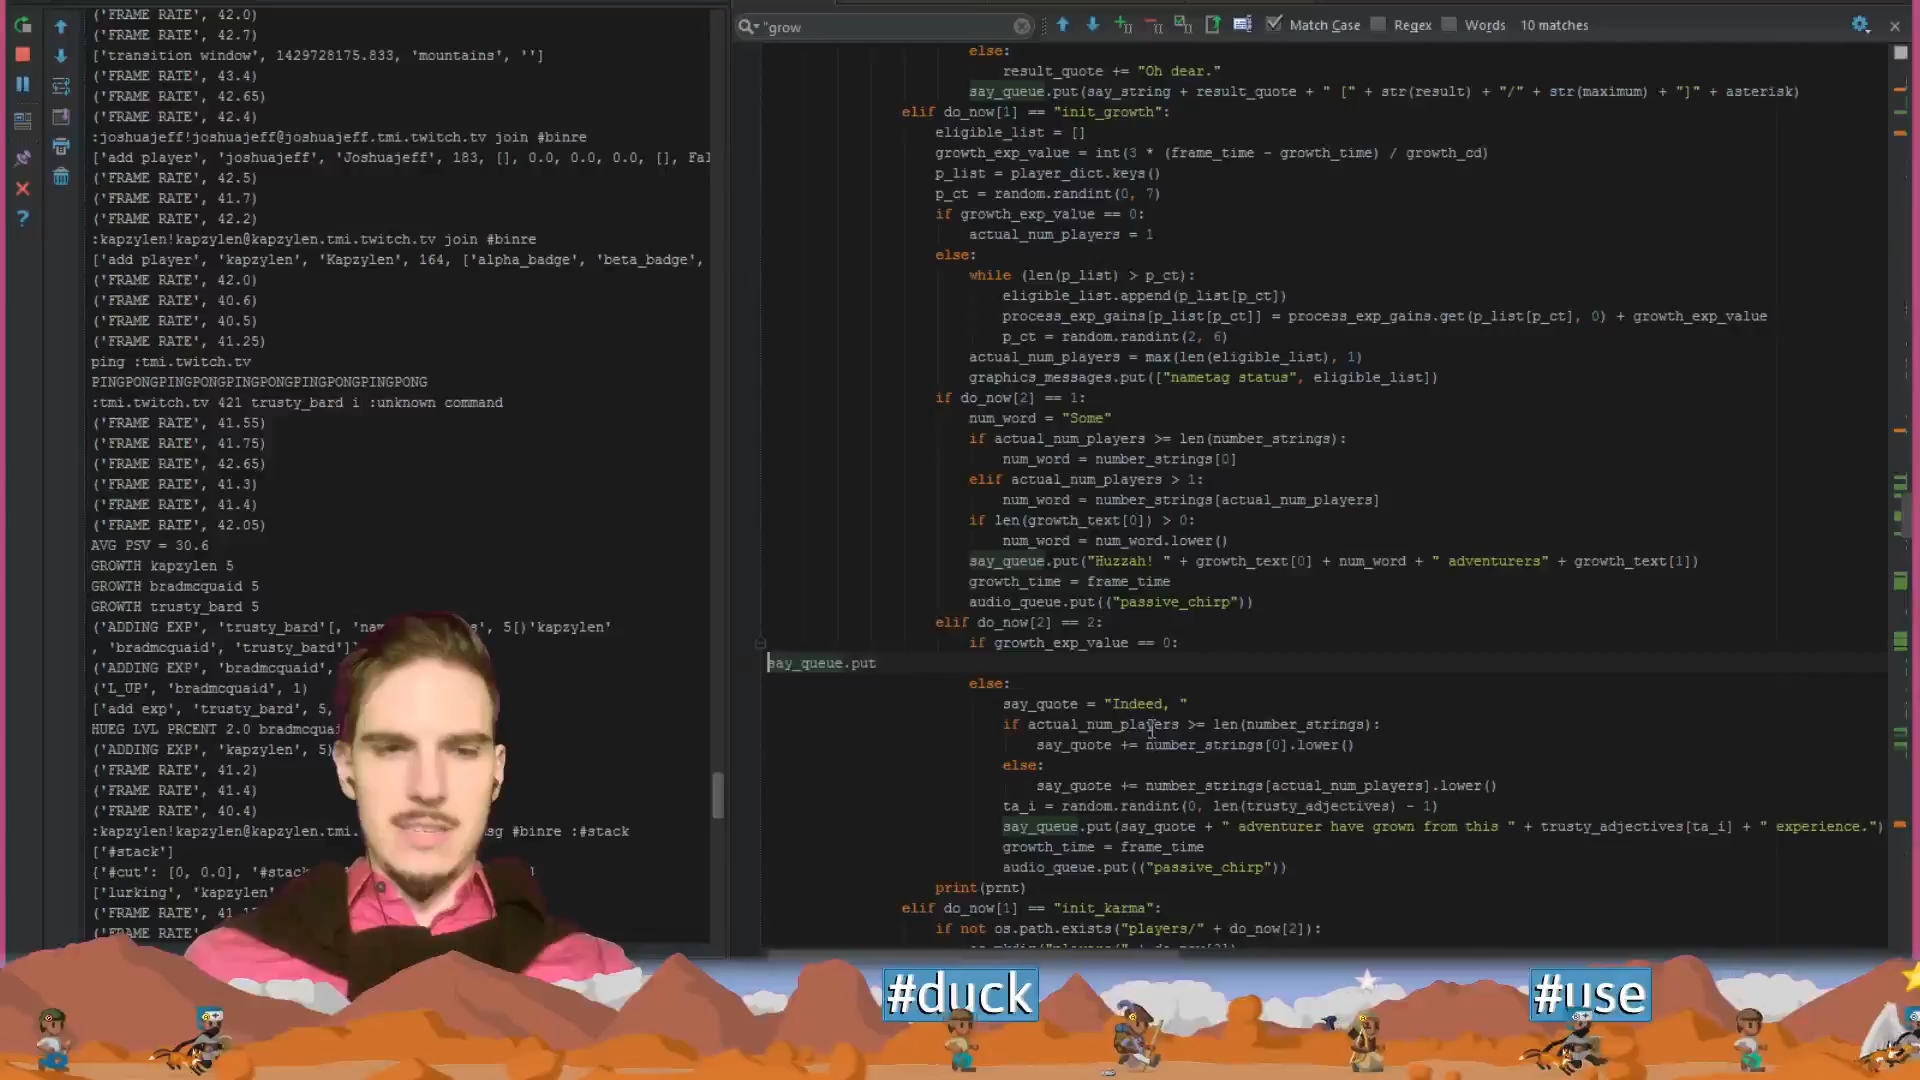 ('FRAME RATE', 42.0)
('FRAME RATE', 42.7)
['transition window', 1429728175.833, 'mountains', '']
('FRAME RATE', 43.4)
('FRAME RATE', 42.65)
('FRAME RATE', 42.4)
:joshuajeff!joshuajeff@joshuajeff.tmi.twitch.tv join #binre
['add player', 'joshuajeff', 'Joshuajeff', 183, [], 0.0, 0.0, 0.0, [], Fal
('FRAME RATE', 42.5)
('FRAME RATE', 41.7)
('FRAME RATE', 42.2)
:kapzylen!kapzylen@kapzylen.tmi.twitch.tv join #binre
['add player', 'kapzylen', 'Kapzylen', 164, ['alpha_badge', 'beta_badge',
('FRAME RATE', 42.0)
('FRAME RATE', 40.6)
('FRAME RATE', 40.5)
('FRAME RATE', 41.25)
ping :tmi.twitch.tv
PINGPONGPINGPONGPINGPONGPINGPONGPINGPONG
:tmi.twitch.tv 421 trusty_bard i :unknown command
('FRAME RATE', 41.55)
('FRAME RATE', 41.75)
('FRAME RATE', 42.65)
('FRAME RATE', 41.3)
('FRAME RATE', 41.4)
('FRAME RATE', 42.05)
AVG PSV = 30.6
GROWTH kapzylen 5
GROWTH bradmcquaid 5
GROWTH trusty_bard 5
('ADDING EXP', 'trusty_bard'[, 'na s', 5[)'kapzylen'
, 'bradmcquaid', 'trusty_bard']
('ADDING EXP', 'bradmcquaid',
('L_UP', 'bradmcquaid', 1)
['add exp', 'trusty_bard', 5,
HUEG LVL PRCENT 2.0 bradmc
('ADDING EXP', 'kapzylen', 5)
('FRAME RATE', 41.2)
('FRAME RATE', 41.4)
('FRAME RATE', 40.4)
:kapzylen!kapzylen@kapzylen.tmi. sg #binre :#stack
['#stack']
['#cut': [0, 0.0], '#stac ]
['lurking', 'kapzylen'
('FRAME RATE', 41.1
('FRAME RATE',
"grow
Match Case
Regex
Words
10 matches
else:
result_quote += "Oh dear."
say_queue.put(say_string + result_quote + " [" + str(result) + "/" + str(maximum) + "]" + asterisk)
elif do_now[1] == "init_growth":
eligible_list = []
growth_exp_value = int(3 * (frame_time - growth_time) / growth_cd)
p_list = player_dict.keys()
p_ct = random.randint(0, 7)
if growth_exp_value == 0:
actual_num_players = 1
else:
while (len(p_list) > p_ct):
eligible_list.append(p_list[p_ct])
process_exp_gains[p_list[p_ct]] = process_exp_gains.get(p_list[p_ct], 0) + growth_exp_value
p_ct = random.randint(2, 6)
actual_num_players = max(len(eligible_list), 1)
graphics_messages.put(["nametag status", eligible_list])
if do_now[2] == 1:
num_word = "Some"
if actual_num_players >= len(number_strings):
num_word = number_strings[0]
elif actual_num_players > 1:
num_word = number_strings[actual_num_players]
if len(growth_text[0]) > 0:
num_word = num_word.lower()
say_queue.put("Huzzah! " + growth_text[0] + num_word + " adventurers" + growth_text[1])
growth_time = frame_time
audio_queue.put(("passive_chirp"))
elif do_now[2] == 2:
if growth_exp_value == 0:
say_queue.put
else:
say_quote = "Indeed, "
if actual_num_players >= len(number_strings):
say_quote += number_strings[0].lower()
else:
say_quote += number_strings[actual_num_players].lower()
ta_i = random.randint(0, len(trusty_adjectives) - 1)
say_queue.put(say_quote + " adventurer have grown from this " + trusty_adjectives[ta_i] + " experience.")
growth_time = frame_time
audio_queue.put(("passive_chirp"))
print(prnt)
elif do_now[1] == "init_karma":
if not os.path.exists("players/" + do_now[2]):
#duck
#use